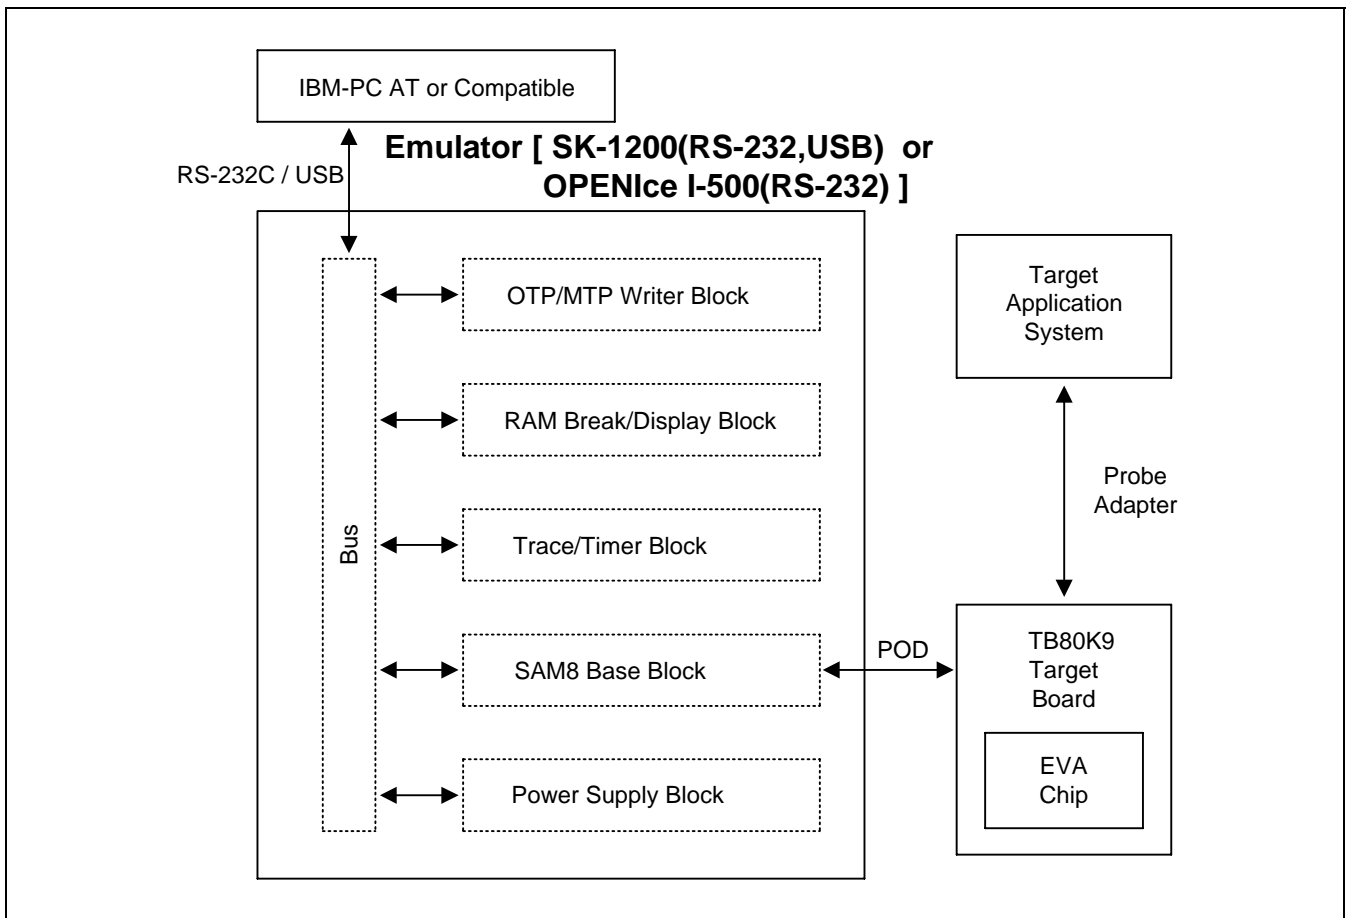 IBM-PC AT or Compatible
Emulator [ SK-1200(RS-232,USB) or
RS-232C / USB
OPENIce I-500(RS-232) ]
OTP/MTP Writer Block
RAM Break/Display Block
Trace/Timer Block
SAM8 Base Block
Power Supply Block
Bus
POD
Target
Application
System
Probe
Adapter
TB80K9
Target
Board
EVA
Chip